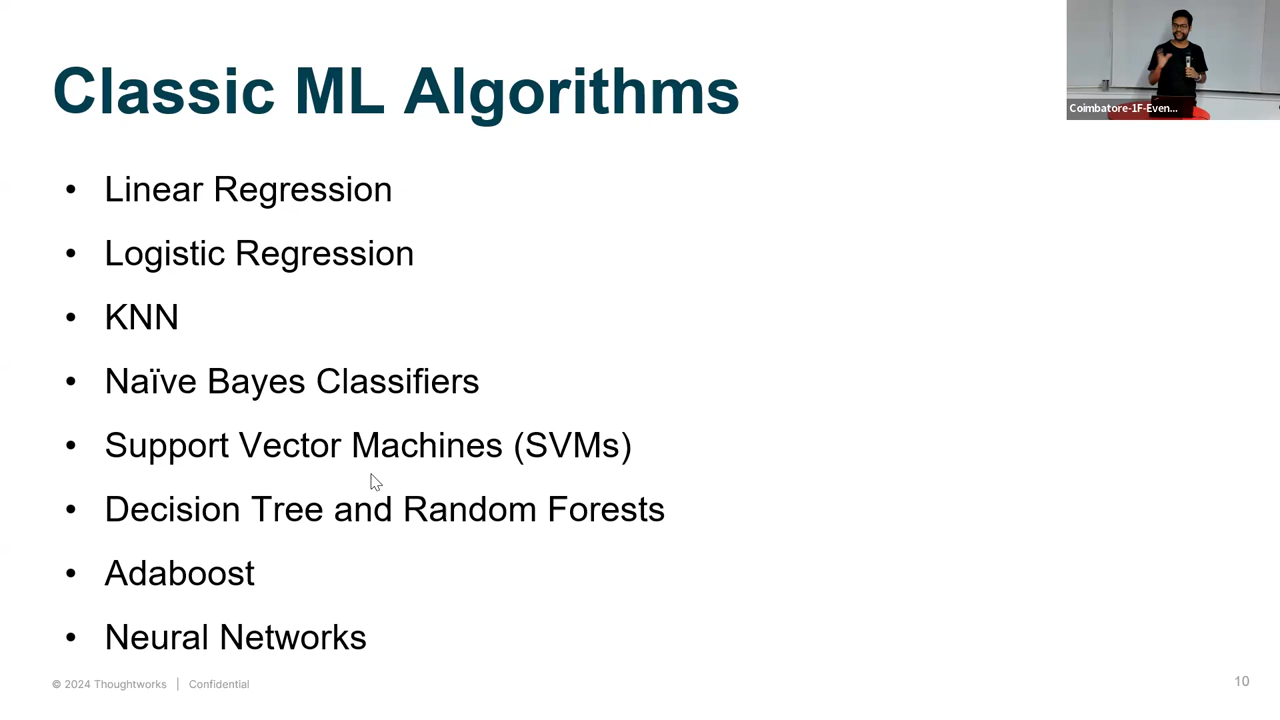 Classic ML Algorithms
Coimbatore-1F-Even...
• Linear Regression
• Logistic Regression
• KNN
• Naïve Bayes Classifiers
• Support Vector Machines (SVMs)
• Decision Tree and Random Forests
• Adaboost
• Neural Networks
© 2024 Thoughtworks | Confidential
10